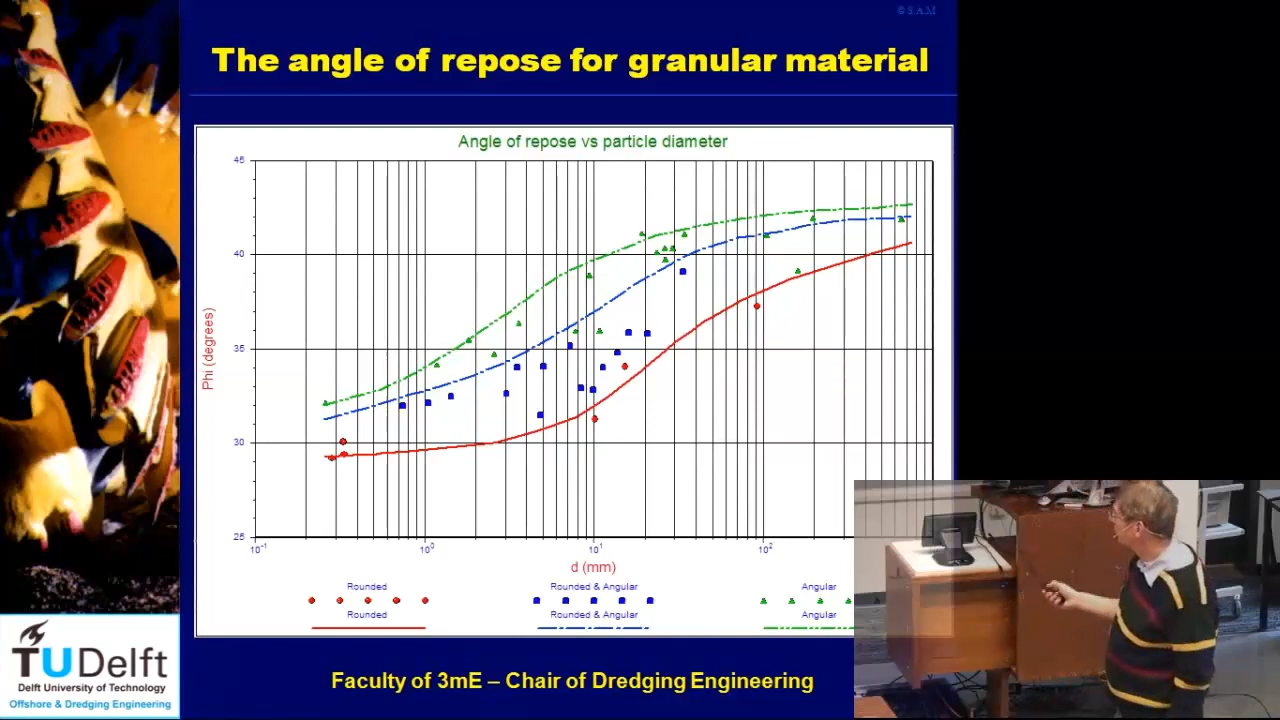 © S.A.M
The angle of repose for granular material
Angle of repose vs particle diameter
45
40
35
30
25
Phi (degrees)
10-1
100
101
102
d (mm)
Rounded
Rounded & Angular
Angular
Rounded
Rounded & Angular
Angular
TU Delft
Delft University of Technology
Offshore & Dredging Engineering
Faculty of 3mE – Chair of Dredging Engineering